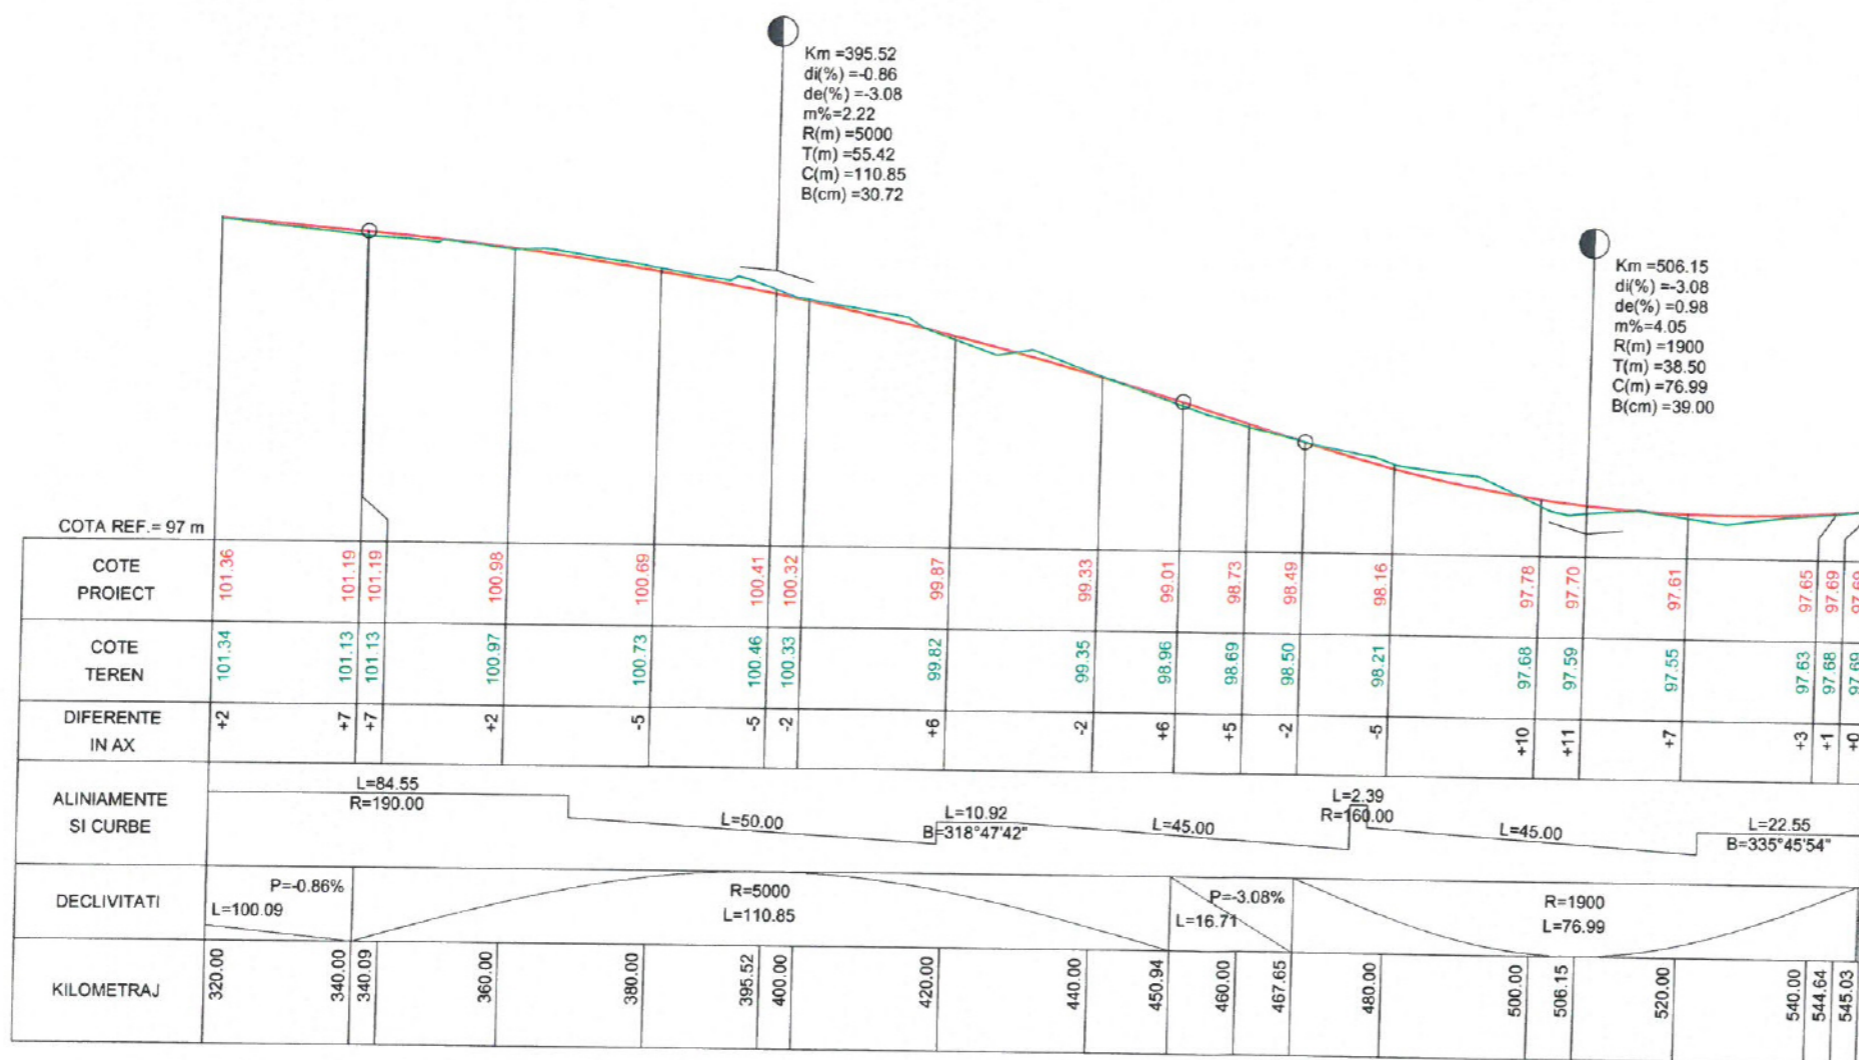 Km =395.52
di(%) =-0.86
de(%) =-3.08
m%=2.22
R(m) =5000
T(m) =55.42
C(m) =110.85
B(cm) =30.72
Km =506.15
di(%) =-3.08
de(%) =0.98
m%=4.05
R(m) =1900
T(m) =38.50
C(m) =76.99
B(cm) =39.00
COTA REF.= 97 m
COTE
PROIECT
101.36 101.19 101.19 100.98 100.69 100.41 100.32 99.87 99.33 99.01 98.73 98.49 98.16 97.78 97.70 97.61 97.65 97.69 97.69
COTE
TEREN
101.34 101.13 101.13 100.97 100.73 100.46 100.33 99.82 99.35 98.96 98.69 98.50 98.21 97.68 97.59 97.55 97.63 97.68 97.69
DIFERENTE
IN AX
+2 +7 +7 +2 -5 -5 -2 +6 -2 +6 +5 -2 -5 +10 +11 +7 +3 +1 +0
ALINIAMENTE
SI CURBE
L=84.55
R=190.00
L=50.00
L=10.92
B=318°47'42"
L=45.00
L=2.39
R=160.00
L=45.00
L=22.55
B=335°45'54"
DECLIVITATI
P=-0.86%
L=100.09
R=5000
L=110.85
P=-3.08%
L=16.71
R=1900
L=76.99
KILOMETRAJ
320.00 340.00 340.09 360.00 380.00 395.52 400.00 420.00 440.00 450.94 460.00 467.65 480.00 500.00 506.15 520.00 540.00 544.64 545.03